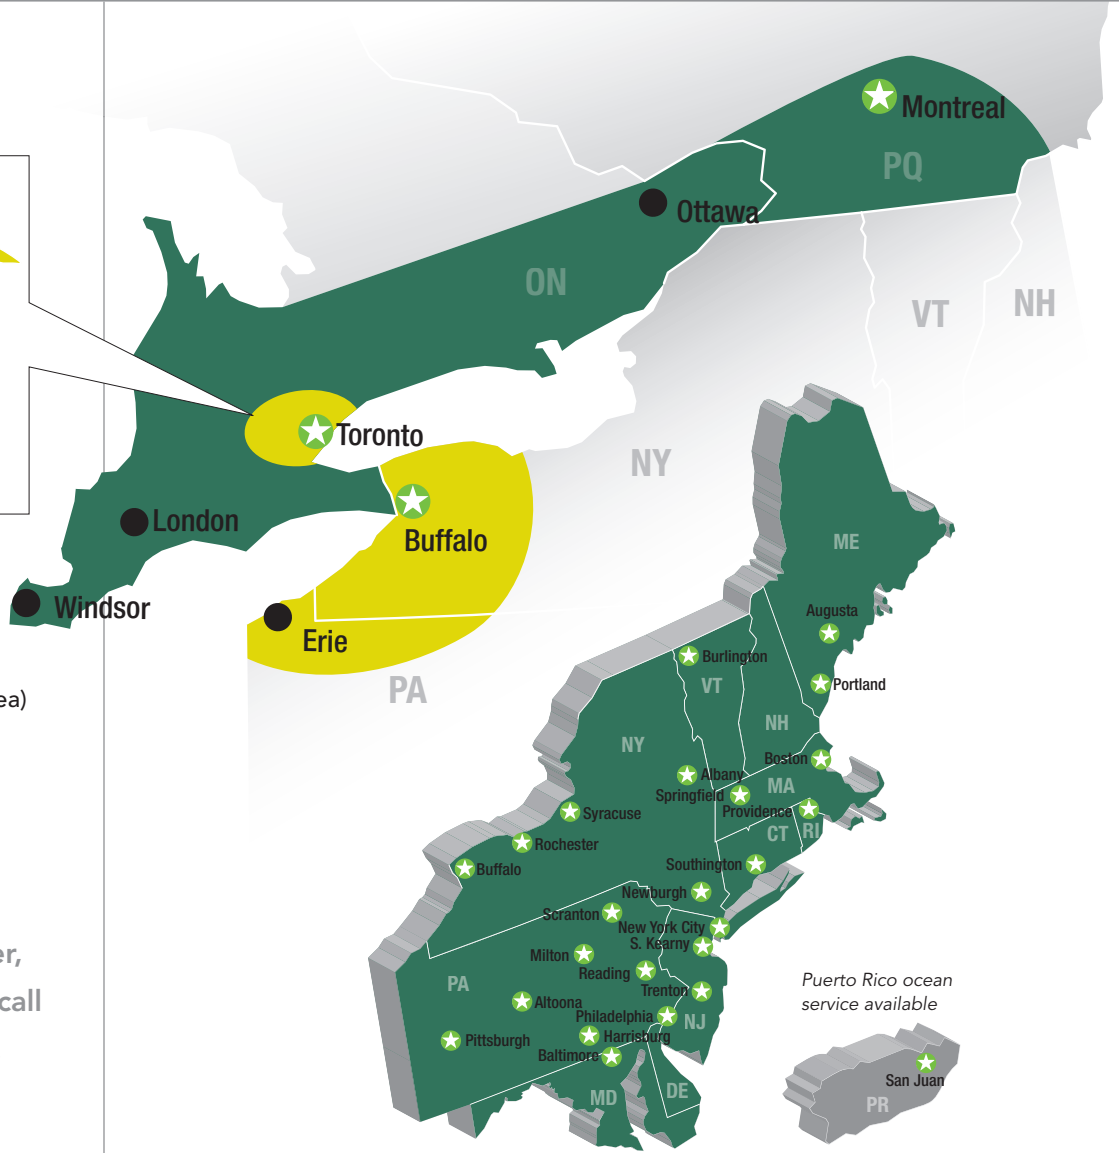 Montreal
PQ
Ottawa
ON
VT
NH
Toronto
NY
London
Buffalo
Windsor
Erie
PA
ea)
er,
call
ME
Augusta
Burlington
VT
Portland
NH
NY
Boston
Albany
MA
Springfield
Providence
Syracuse
CT
RI
Rochester
Southington
Buffalo
Newburgh
Scranton
New York City
S. Kearny
Milton
Reading
PA
Trenton
Altoona
Philadelphia
NJ
Harrisburg
Pittsburgh
Baltimore
MD
DE
Puerto Rico ocean
service available
San Juan
PR